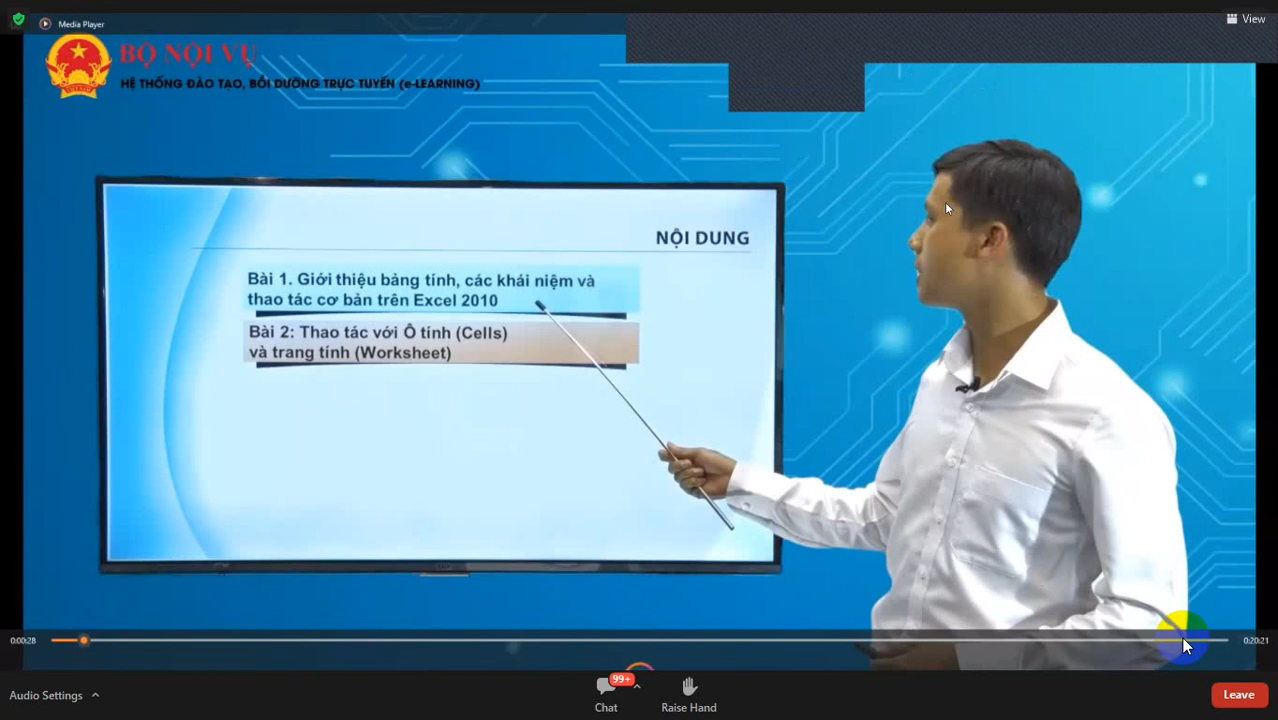 Media Player
View
BỘ NỘI VỤ
HỆ THỐNG ĐÀO TẠO, BỒI DƯỠNG TRỰC TUYẾN (e-LEARNING)
NỘI DUNG
Bài 1. Giới thiệu bảng tính, các khái niệm và
thao tác cơ bản trên Excel 2010
Bài 2: Thao tác với Ô tính (Cells)
và trang tính (Worksheet)
0:00:28
0:20:21
Audio Settings
99+
Chat
Raise Hand
Leave